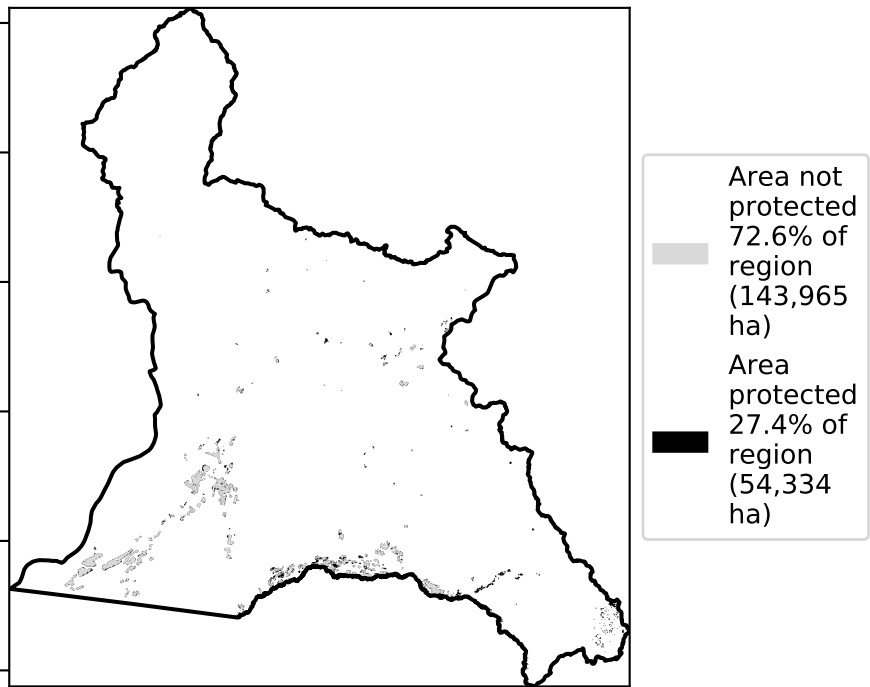 Area not
protected
72.6% of
region
(143,965
ha)
Area
protected
27.4% of
region
(54,334
ha)